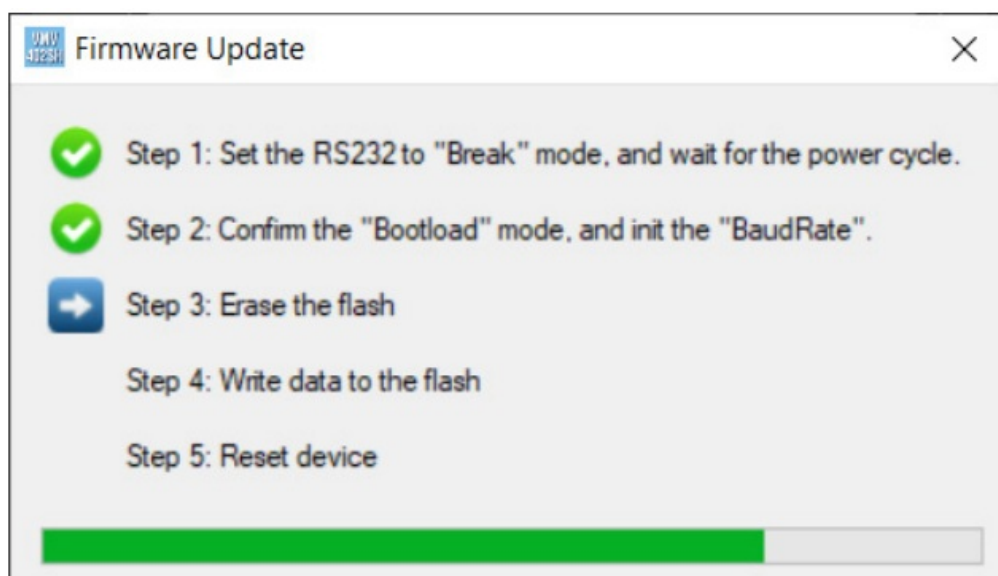 VMV
402SH
Firmware Update
Step 1: Set the RS232 to "Break" mode, and wait for the power cycle.
Step 2: Confirm the "Bootload" mode, and init the "BaudRate".
Step 3: Erase the flash
Step 4: Write data to the flash
Step 5: Reset device